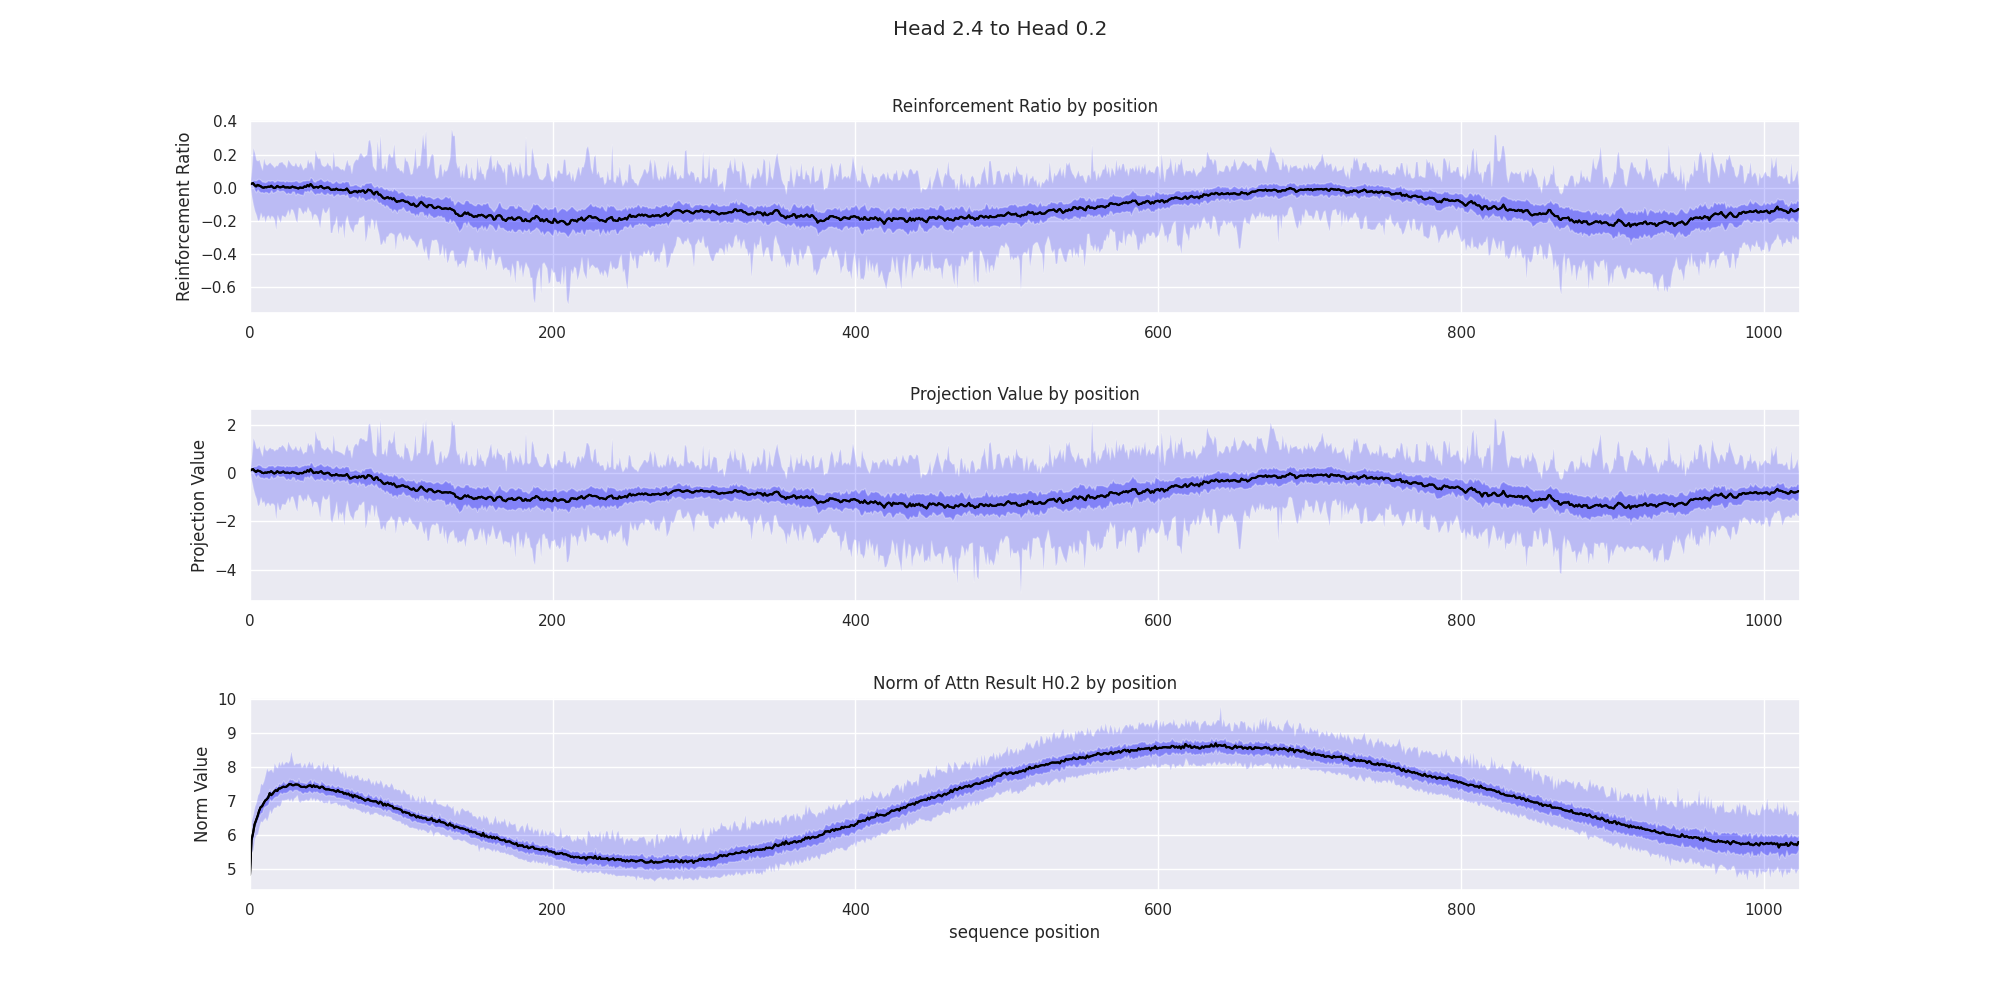 Head 2.4 to Head 0.2
Reinforcement Ratio by position
Reinforcement Ratio
0.4
0.2
0.0
−0.2
−0.4
−0.6
0 200 400 600 800 1000
Projection Value by position
Projection Value
2
0
−2
−4
0 200 400 600 800 1000
Norm of Attn Result H0.2 by position
Norm Value
10
9
8
7
6
5
0 200 400 600 800 1000
sequence position